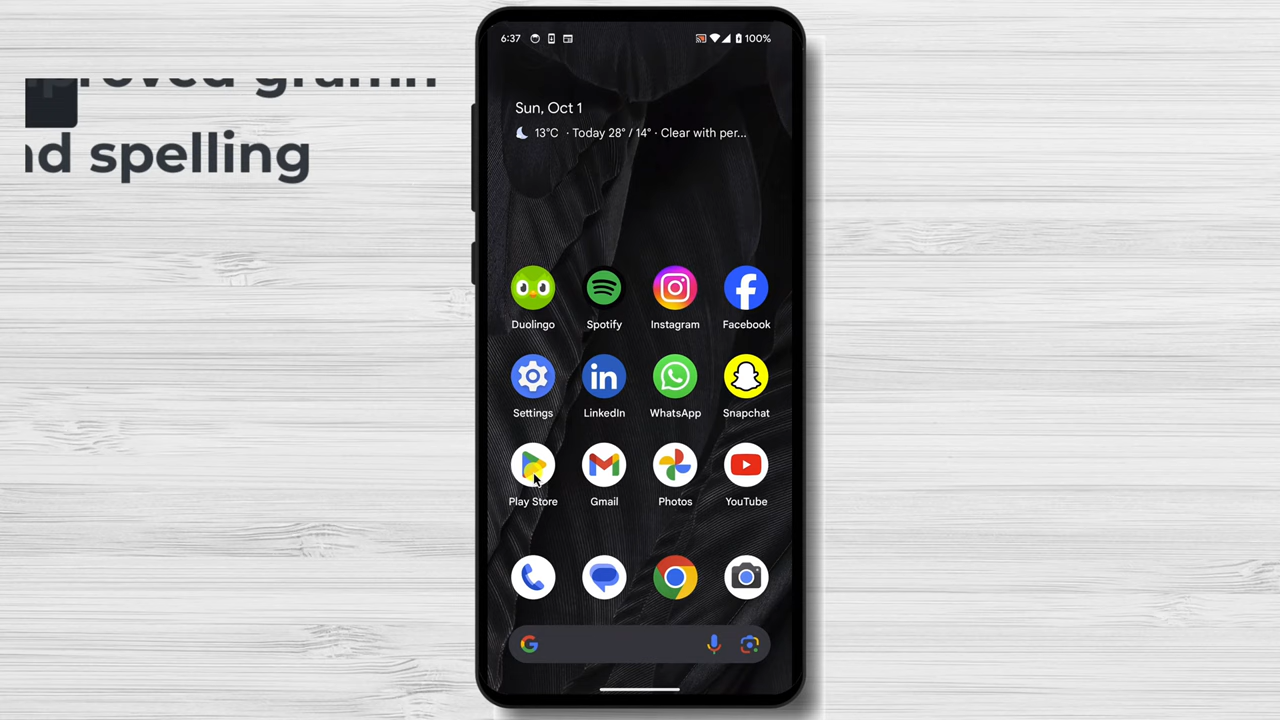 nd spelling
6:37
100%
Sun, Oct 1
13°C · Today 28° / 14° · Clear with per...
Duolingo
Spotify
Instagram
Facebook
Settings
LinkedIn
WhatsApp
Snapchat
Play Store
Gmail
Photos
YouTube